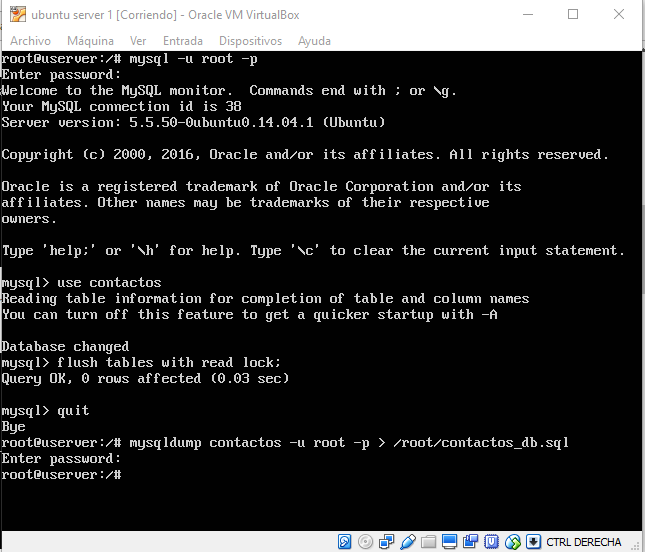 ubuntu server 1 [Corriendo] - Oracle VM VirtualBox
Archivo Máquina Ver Entrada Dispositivos Ayuda
root@userver:/# mysql -u root -p
Enter password:
Welcome to the MySQL monitor.  Commands end with ; or \g.
Your MySQL connection id is 38
Server version: 5.5.50-0ubuntu0.14.04.1 (Ubuntu)
Copyright (c) 2000, 2016, Oracle and/or its affiliates. All rights reserved.
Oracle is a registered trademark of Oracle Corporation and/or its
affiliates. Other names may be trademarks of their respective
owners.
Type 'help;' or '\h' for help. Type '\c' to clear the current input statement.
mysql> use contactos
Reading table information for completion of table and column names
You can turn off this feature to get a quicker startup with -A
Database changed
mysql> flush tables with read lock;
Query OK, 0 rows affected (0.03 sec)
mysql> quit
Bye
root@userver:/# mysqldump contactos -u root -p > /root/contactos_db.sql
Enter password:
root@userver:/#
CTRL DERECHA